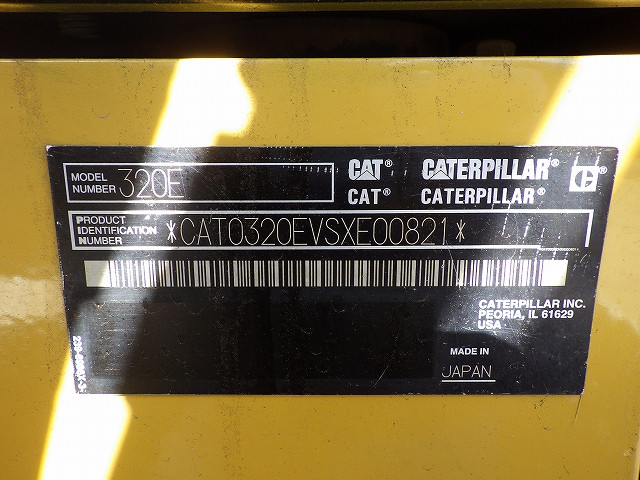 MODEL NUMBER 320E
CAT® CATERPILLAR®
CAT® CATERPILLAR®
PRODUCT IDENTIFICATION NUMBER *CAT0320EVSXE00821*
CATERPILLAR INC.
PEORIA, IL 61629
USA
MADE IN
JAPAN